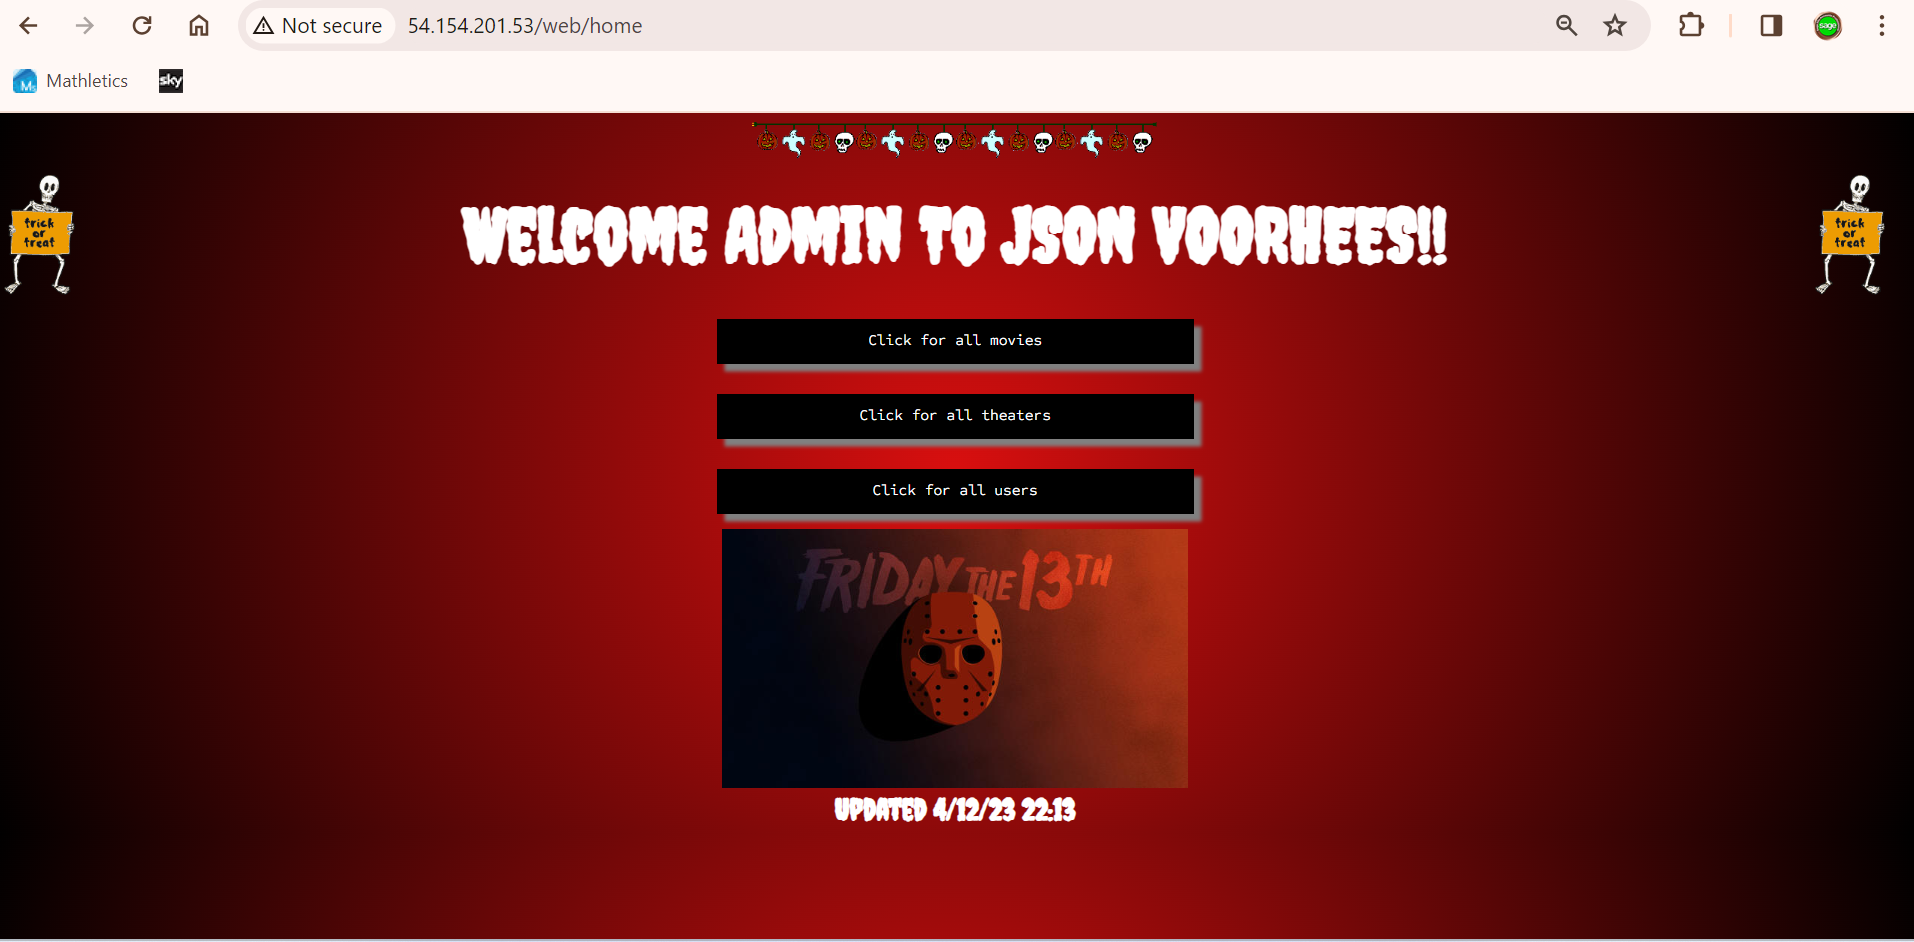 Not secure
54.154.201.53/web/home
sage
Mathletics
sky
WELCOME ADMIN TO JSON VOORHEES!!
trick
or
treat
trick
or
treat
Click for all movies
Click for all theaters
Click for all users
FRIDAY THE 13TH
UPDATED 4/12/23 22:13